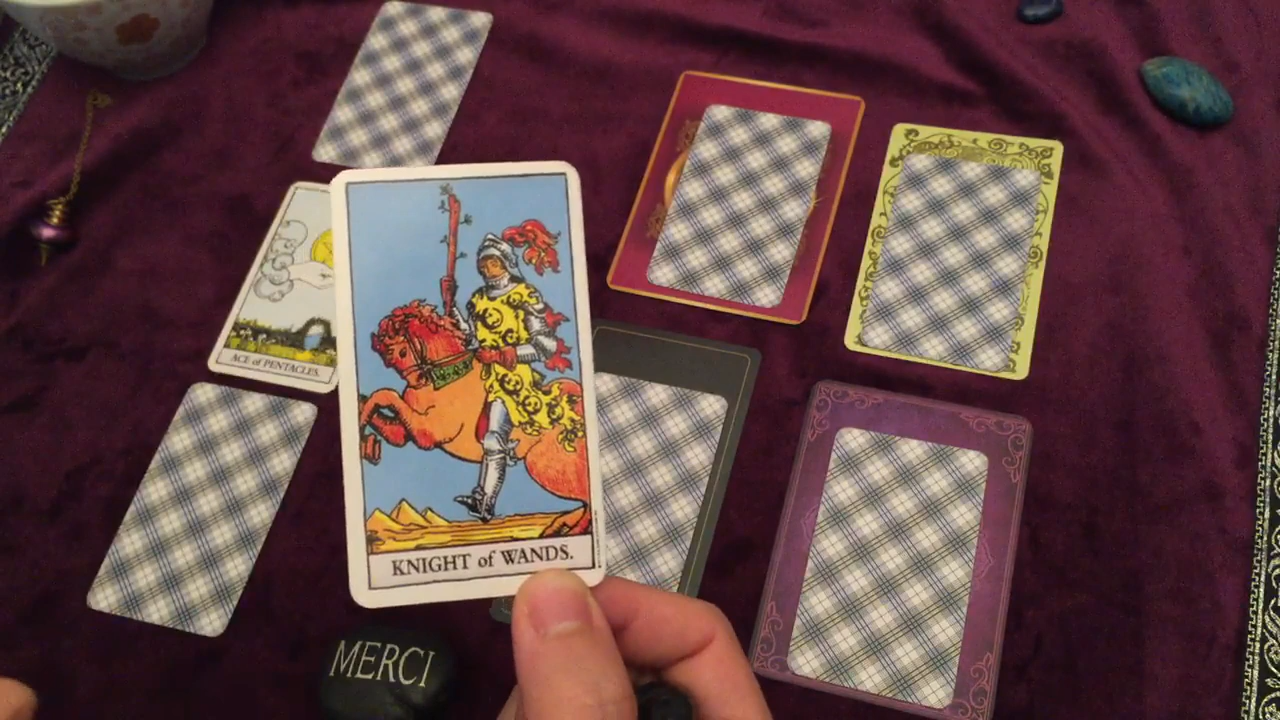 ACE of PENTACLES.
KNIGHT of WANDS.
MERCI